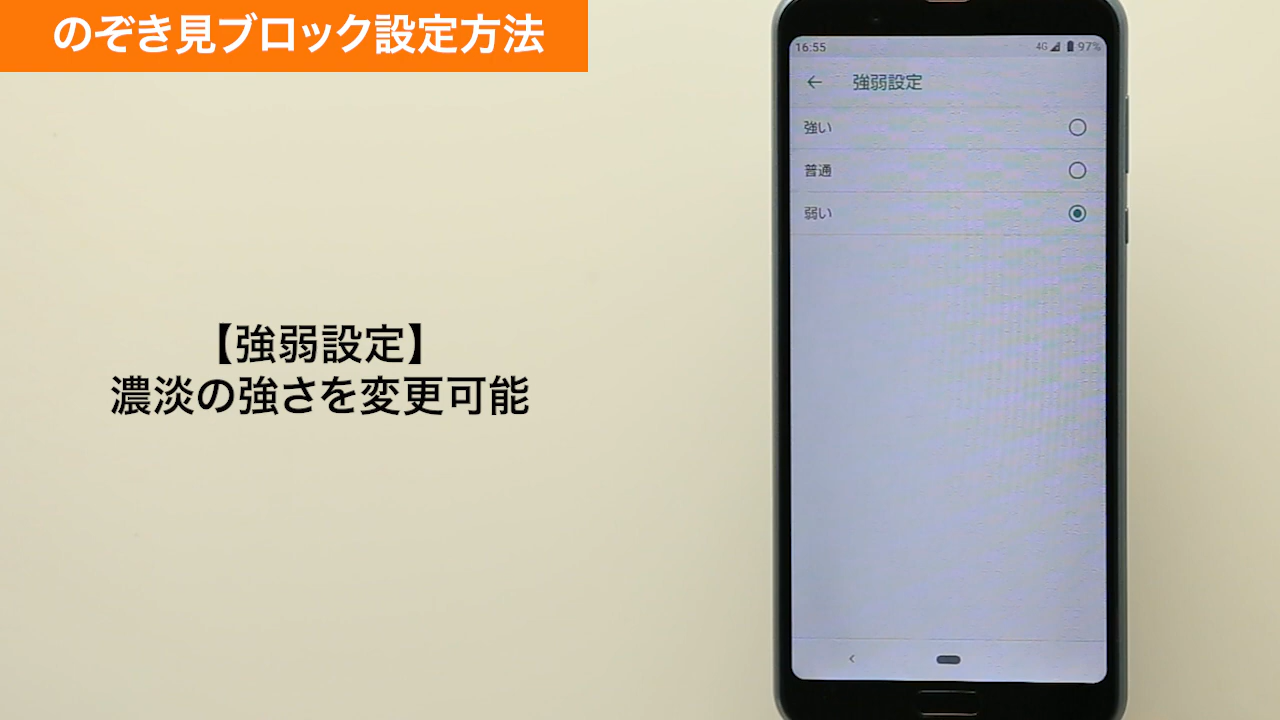 のぞき見ブロック設定方法
【強弱設定】
濃淡の強さを変更可能
16:55
4G 97%
強弱設定
強い
普通
弱い